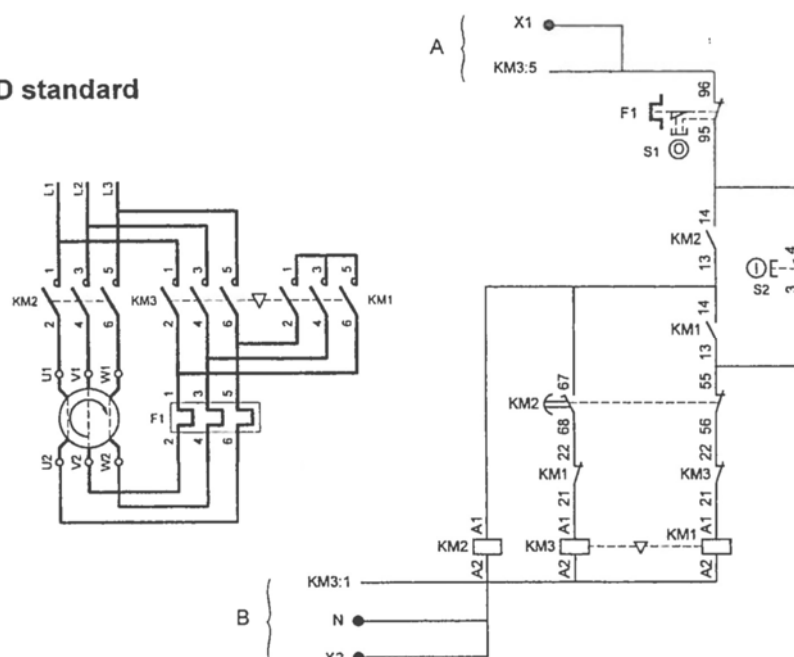 A
X1
KM3:5
D standard
96
F1
95
S1
L1 L2 L3
14
KM2
13
I
S2
4
3
1 3 5 1 3 5 1 3 5
KM2 KM3 KM1
2 4 6 2 4 6 2 4 6
14
KM1
13
U1 V1 W1
1 3 5
F1
2 4 6
67
KM2
68
55
56
22
KM1
21
22
KM3
21
U2 V2 W2
A1
KM2
A2
A1
KM3
A2
A1
KM1
A2
KM3:1
B
N